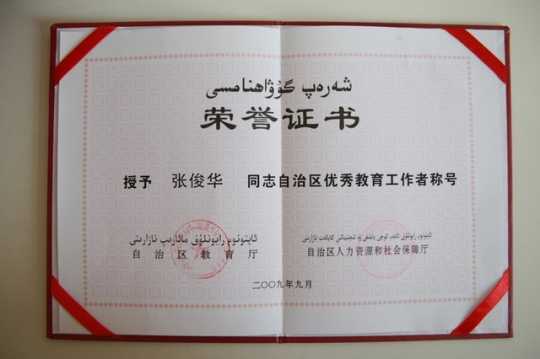 شەرەپ گۇۋاھنامىسى
荣誉证书
授予 张俊华 同志自治区优秀教育工作者称号
ئاپتونوم رايونلۇق مائارىپ نازارىتى
自治区教育厅
自治区人力资源和社会保障厅
二〇〇九年九月